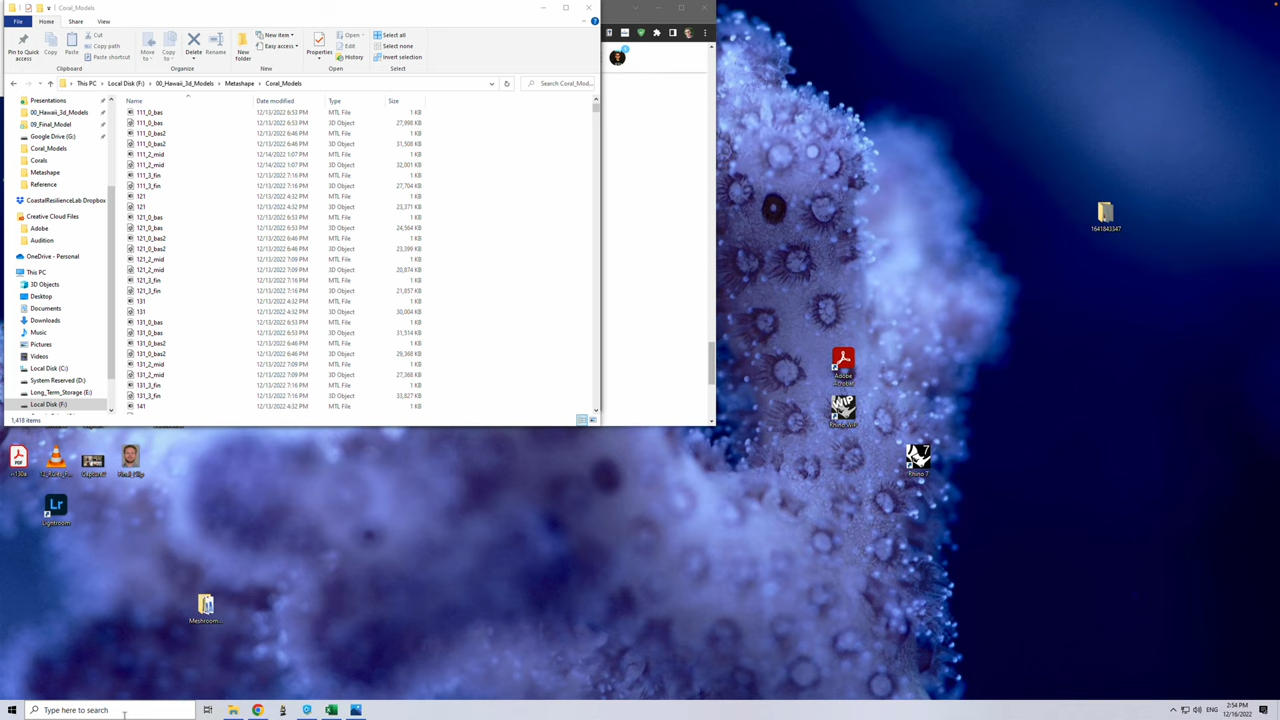 Coral_Models
File Home Share View
Pin to Quick access
Copy
Paste
Cut
Copy path
Paste shortcut
Move to
Copy to
Delete
Rename
New folder
New item
Easy access
Properties
Open
Edit
History
Select all
Select none
Invert selection
Clipboard Organize New Open Select
This PC > Local Disk (F:) > 00_Hawaii_3d_Models > Metashape > Coral_Models
Search Coral_Mod...
Presentations
00_Hawaii_3d_Models
09_Final_Model
Google Drive (G:)
Coral_Models
Corals
Metashape
Reference
CoastalResilienceLab Dropbox
Creative Cloud Files
Adobe
Audition
OneDrive - Personal
This PC
3D Objects
Desktop
Documents
Downloads
Music
Pictures
Videos
Local Disk (C:)
System Reserved (D:)
Long_Term_Storage (E:)
Local Disk (F:)
Name Date modified Type Size
111_0_bas 12/13/2022 6:53 PM MTL File 1 KB
111_0_bas 12/13/2022 6:53 PM 3D Object 27,998 KB
111_0_bas2 12/13/2022 6:46 PM MTL File 1 KB
111_0_bas2 12/13/2022 6:46 PM 3D Object 31,508 KB
111_2_mid 12/14/2022 1:07 PM MTL File 1 KB
111_2_mid 12/14/2022 1:07 PM 3D Object 32,001 KB
111_3_fin 12/13/2022 7:16 PM MTL File 1 KB
111_3_fin 12/13/2022 7:16 PM 3D Object 27,704 KB
121 12/13/2022 4:32 PM MTL File 1 KB
121 12/13/2022 4:32 PM 3D Object 23,371 KB
121_0_bas 12/13/2022 6:53 PM MTL File 1 KB
121_0_bas 12/13/2022 6:53 PM 3D Object 24,564 KB
121_0_bas2 12/13/2022 6:46 PM MTL File 1 KB
121_0_bas2 12/13/2022 6:46 PM 3D Object 23,399 KB
121_2_mid 12/13/2022 7:09 PM MTL File 1 KB
121_2_mid 12/13/2022 7:09 PM 3D Object 20,874 KB
121_3_fin 12/13/2022 7:16 PM MTL File 1 KB
121_3_fin 12/13/2022 7:16 PM 3D Object 21,857 KB
131 12/13/2022 4:32 PM MTL File 1 KB
131 12/13/2022 4:32 PM 3D Object 30,004 KB
131_0_bas 12/13/2022 6:53 PM MTL File 1 KB
131_0_bas 12/13/2022 6:53 PM 3D Object 31,514 KB
131_0_bas2 12/13/2022 6:46 PM MTL File 1 KB
131_0_bas2 12/13/2022 6:46 PM 3D Object 29,368 KB
131_2_mid 12/13/2022 7:09 PM MTL File 1 KB
131_2_mid 12/13/2022 7:09 PM 3D Object 27,368 KB
131_3_fin 12/13/2022 7:16 PM MTL File 1 KB
131_3_fin 12/13/2022 7:16 PM 3D Object 33,827 KB
141 12/13/2022 4:32 PM MTL File 1 KB
1,418 items
1641843347
Adobe Acrobat
Rhino WIP
Rhino 7
Lr
Lightroom
Meshroom...
Type here to search
ENG
2:54 PM
12/16/2022